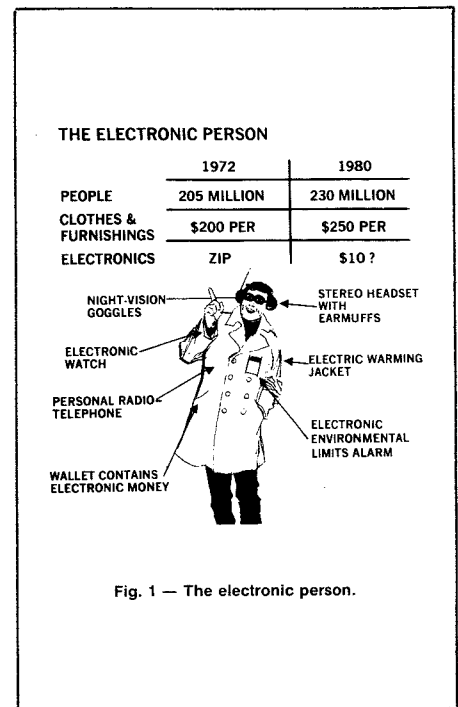 THE ELECTRONIC PERSON
1972 1980
PEOPLE 205 MILLION 230 MILLION
CLOTHES &
FURNISHINGS $200 PER $250 PER
ELECTRONICS ZIP $10 ?
NIGHT-VISION
GOGGLES
STEREO HEADSET
WITH
EARMUFFS
ELECTRONIC
WATCH
ELECTRIC WARMING
JACKET
PERSONAL RADIO-
TELEPHONE
ELECTRONIC
ENVIRONMENTAL
LIMITS ALARM
WALLET CONTAINS
ELECTRONIC MONEY
Fig. 1 — The electronic person.